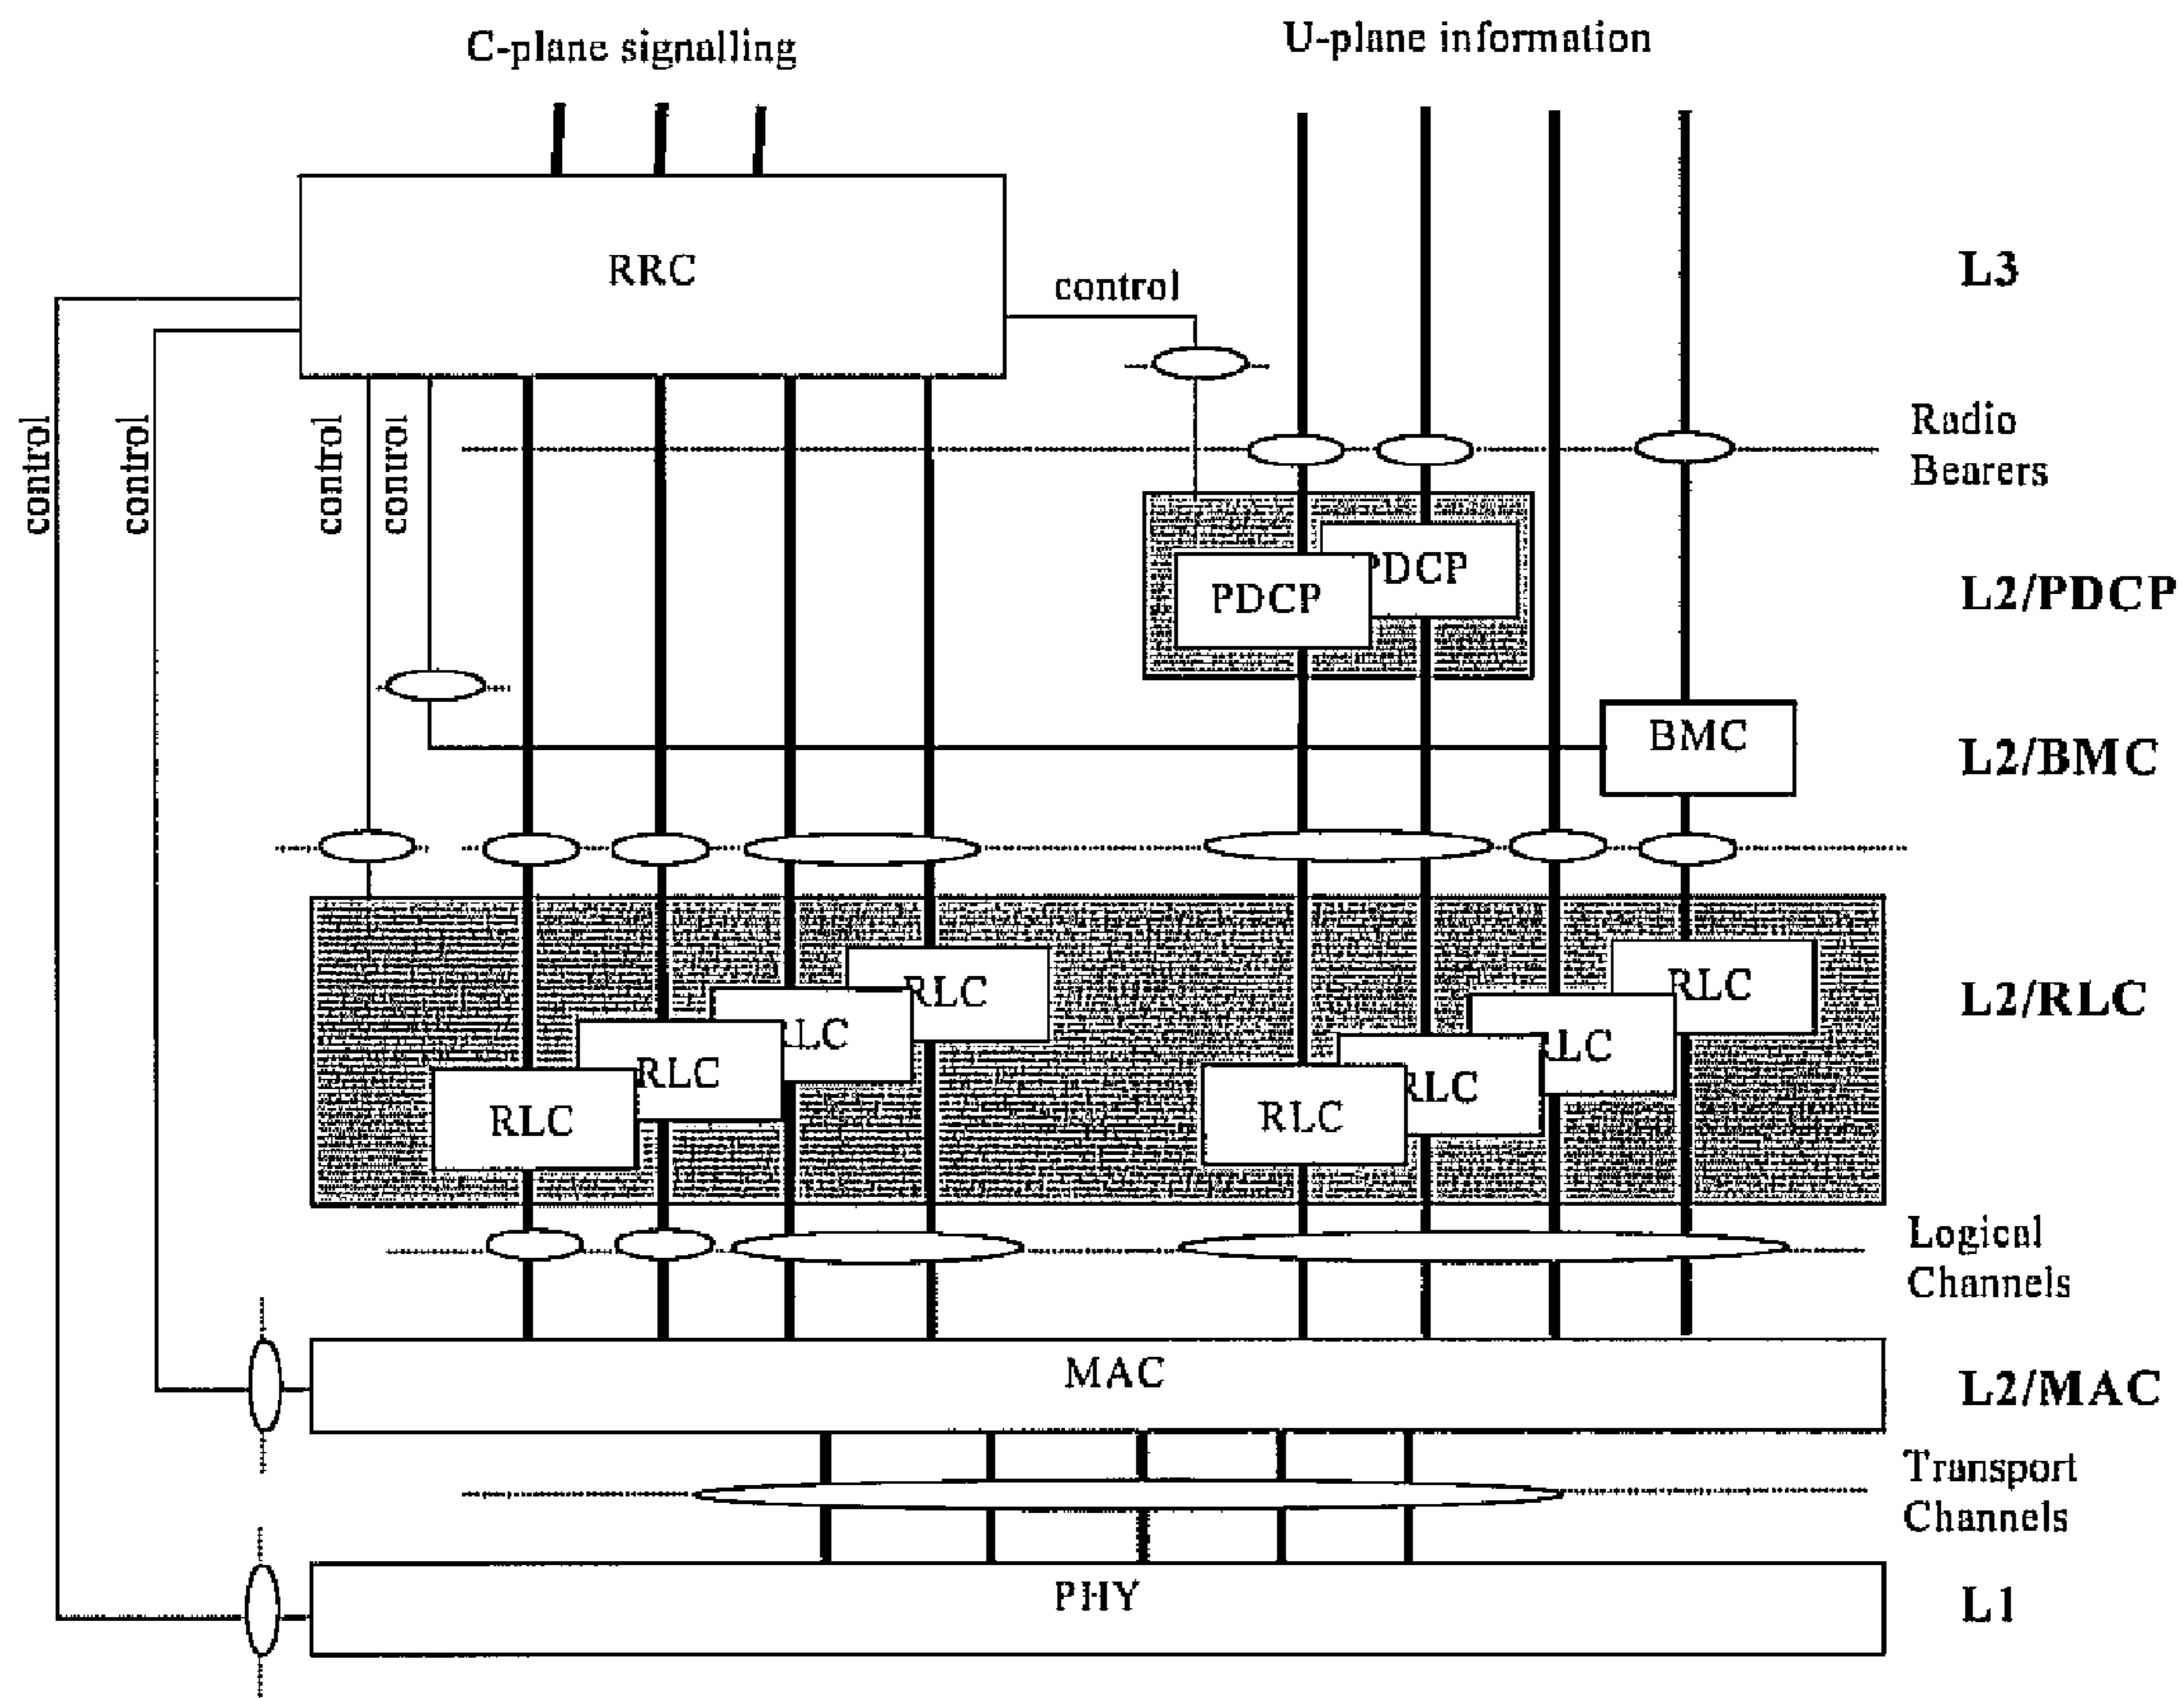 C-plane signalling
U-plane information
RRC
control
L3
control
control
control
control
Radio
Bearers
PDCP
PDCP
L2/PDCP
BMC
L2/BMC
RLC
RLC
RLC
RLC
RLC
RLC
RLC
RLC
L2/RLC
Logical
Channels
MAC
L2/MAC
Transport
Channels
PHY
L1